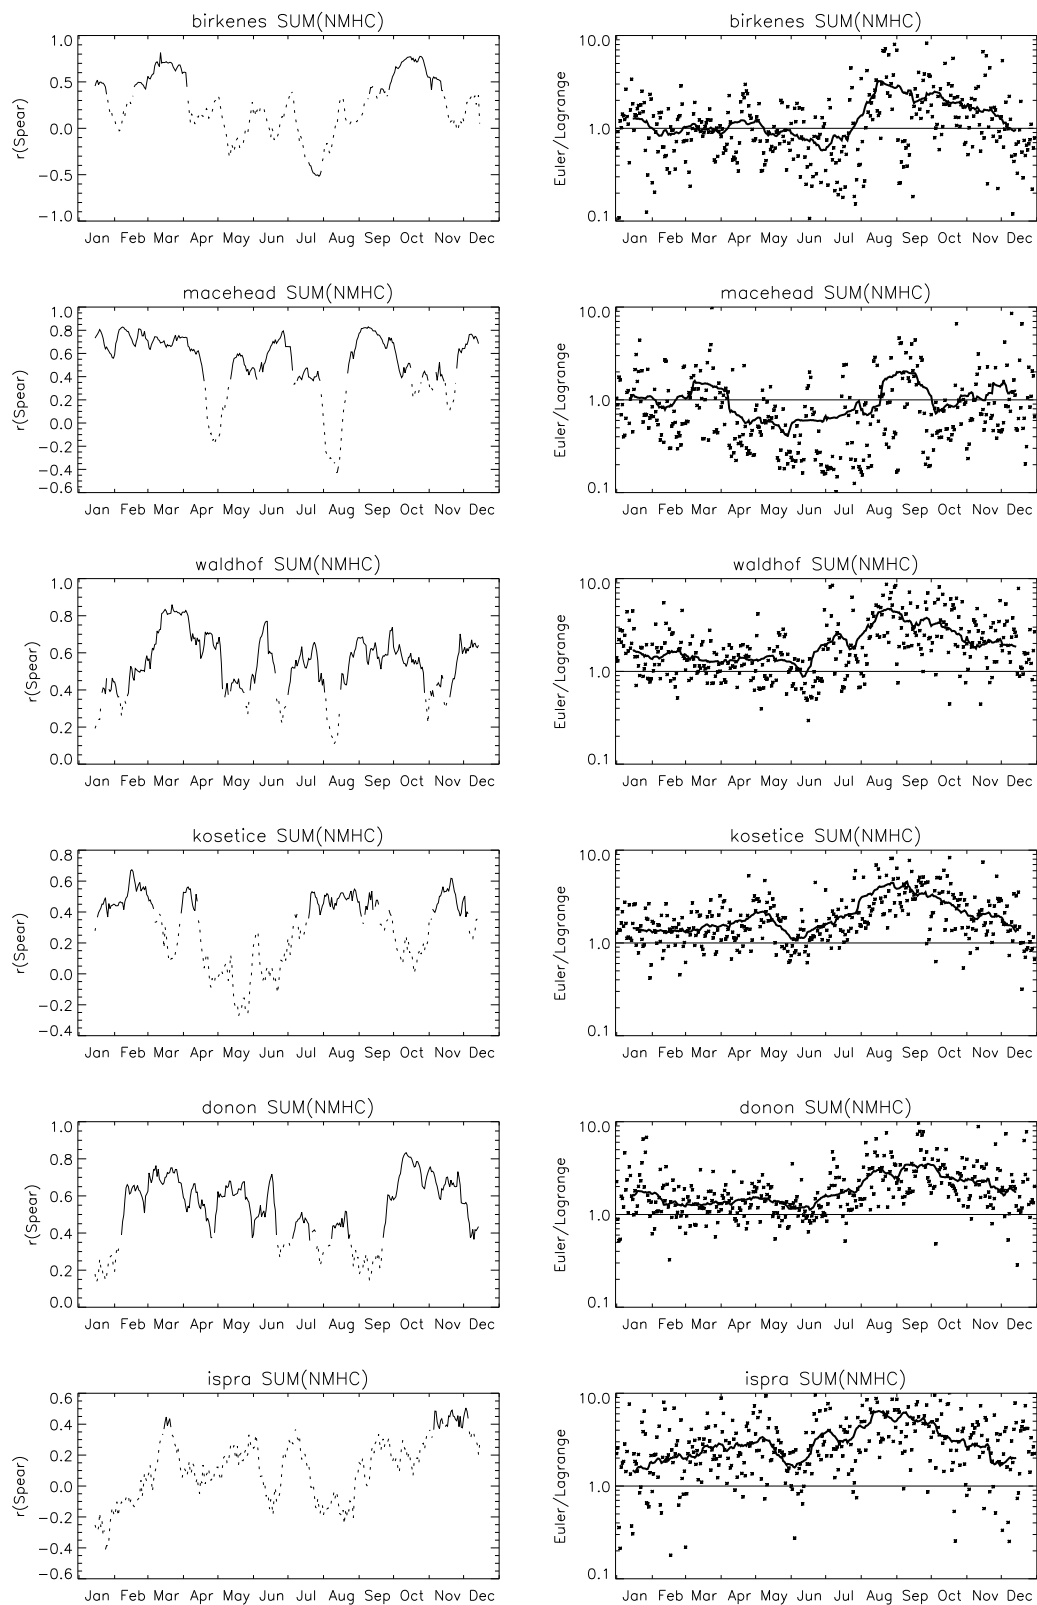 birkenes SUM(NMHC)
1.0
0.5
0.0
−0.5
−1.0
r(Spear)
Jan Feb Mar Apr May Jun Jul Aug Sep Oct Nov Dec
birkenes SUM(NMHC)
10.0
1.0
0.1
Euler/Lagrange
Jan Feb Mar Apr May Jun Jul Aug Sep Oct Nov Dec
macehead SUM(NMHC)
1.0
0.8
0.6
0.4
0.2
0.0
−0.2
−0.4
−0.6
r(Spear)
Jan Feb Mar Apr May Jun Jul Aug Sep Oct Nov Dec
macehead SUM(NMHC)
10.0
1.0
0.1
Euler/Lagrange
Jan Feb Mar Apr May Jun Jul Aug Sep Oct Nov Dec
waldhof SUM(NMHC)
1.0
0.8
0.6
0.4
0.2
0.0
r(Spear)
Jan Feb Mar Apr May Jun Jul Aug Sep Oct Nov Dec
waldhof SUM(NMHC)
10.0
1.0
0.1
Euler/Lagrange
Jan Feb Mar Apr May Jun Jul Aug Sep Oct Nov Dec
kosetice SUM(NMHC)
0.8
0.6
0.4
0.2
0.0
−0.2
−0.4
r(Spear)
Jan Feb Mar Apr May Jun Jul Aug Sep Oct Nov Dec
kosetice SUM(NMHC)
10.0
1.0
0.1
Euler/Lagrange
Jan Feb Mar Apr May Jun Jul Aug Sep Oct Nov Dec
donon SUM(NMHC)
1.0
0.8
0.6
0.4
0.2
0.0
r(Spear)
Jan Feb Mar Apr May Jun Jul Aug Sep Oct Nov Dec
donon SUM(NMHC)
10.0
1.0
0.1
Euler/Lagrange
Jan Feb Mar Apr May Jun Jul Aug Sep Oct Nov Dec
ispra SUM(NMHC)
0.6
0.4
0.2
0.0
−0.2
−0.4
−0.6
r(Spear)
Jan Feb Mar Apr May Jun Jul Aug Sep Oct Nov Dec
ispra SUM(NMHC)
10.0
1.0
0.1
Euler/Lagrange
Jan Feb Mar Apr May Jun Jul Aug Sep Oct Nov Dec